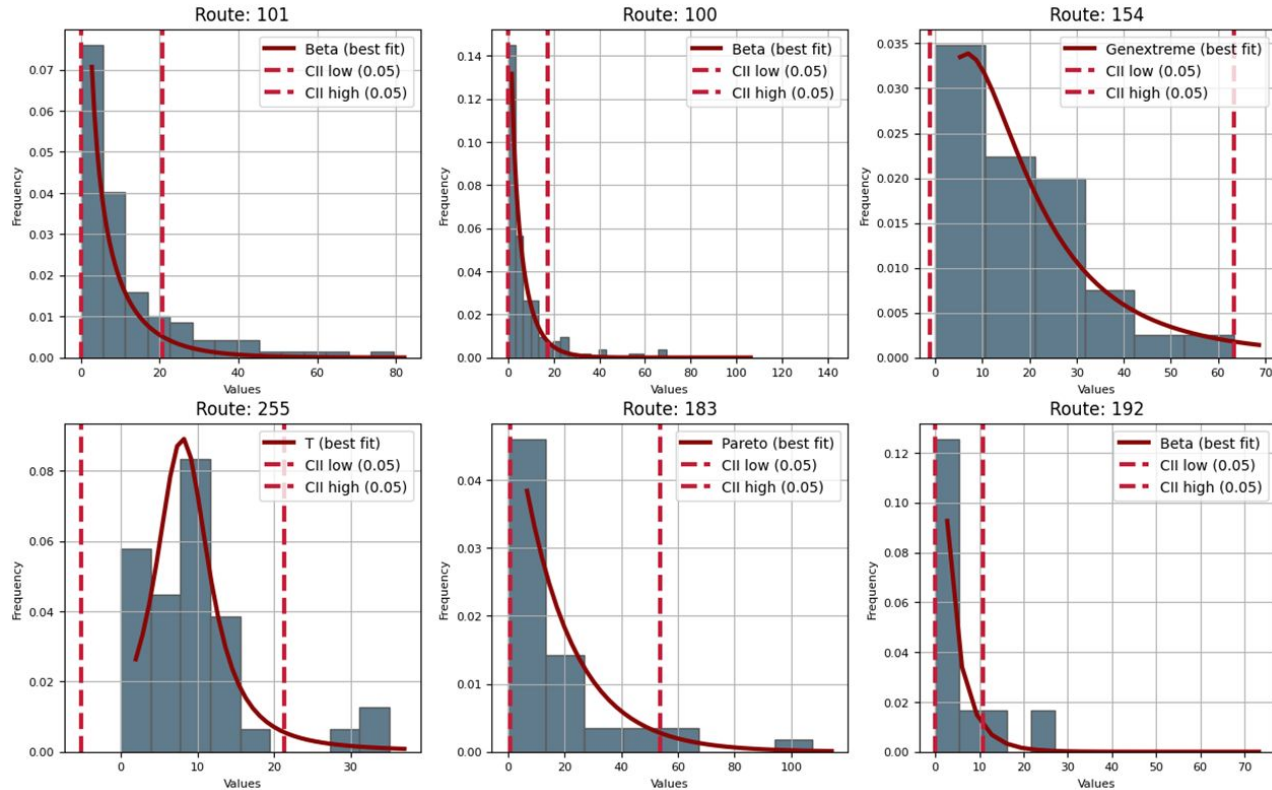 Route: 101
Beta (best fit)
CII low (0.05)
CII high (0.05)
Frequency
0.07
0.06
0.05
0.04
0.03
0.02
0.01
0.00
0 20 40 60 80
Values
Route: 100
Beta (best fit)
CII low (0.05)
CII high (0.05)
Frequency
0.14
0.12
0.10
0.08
0.06
0.04
0.02
0.00
0 20 40 60 80 100 120 140
Values
Route: 154
Genextreme (best fit)
CII low (0.05)
CII high (0.05)
Frequency
0.035
0.030
0.025
0.020
0.015
0.010
0.005
0.000
0 10 20 30 40 50 60 70
Values
Route: 255
T (best fit)
CII low (0.05)
CII high (0.05)
Frequency
0.08
0.06
0.04
0.02
0.00
0 10 20 30
Values
Route: 183
Pareto (best fit)
CII low (0.05)
CII high (0.05)
Frequency
0.04
0.03
0.02
0.01
0.00
0 20 40 60 80 100
Values
Route: 192
Beta (best fit)
CII low (0.05)
CII high (0.05)
Frequency
0.12
0.10
0.08
0.06
0.04
0.02
0.00
0 10 20 30 40 50 60 70
Values